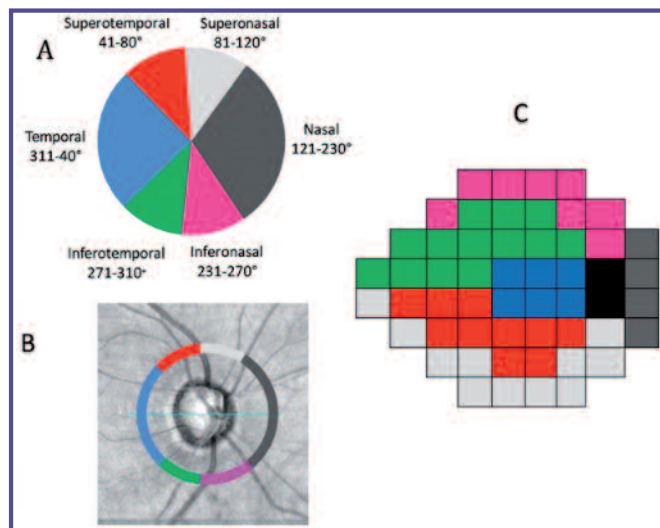 Superotemporal
41-80°
Superonasal
81-120°
A
Temporal
311-40°
Nasal
121-230°
C
Inferotemporal
271-310°
Inferonasal
231-270°
B